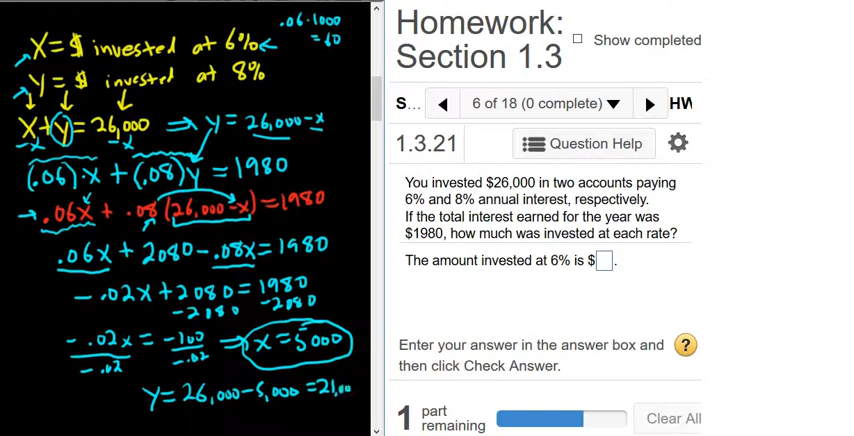 X = $ invested at 6%
.06 · 1000
= 60
Y = $ invested at 8%
X + y = 26,000 ⟹ y = 26,000 - x
-x -x
(.06) · x + (.08) y = 1980
.06x + .08 (26,000 - x) = 1980
.06x + 2080 - .08x = 1980
- .02x + 2080 = 1980
-2080 -2080
- .02x = -100 ⟹ x = 5000
- .02 -.02
Y = 26,000 - 5,000 = 21,00
Homework:
Section 1.3
Show completed
S... 6 of 18 (0 complete) HW
1.3.21 Question Help
You invested $26,000 in two accounts paying
6% and 8% annual interest, respectively.
If the total interest earned for the year was
$1980, how much was invested at each rate?
The amount invested at 6% is $ .
Enter your answer in the answer box and
then click Check Answer.
?
1 part
remaining
Clear All